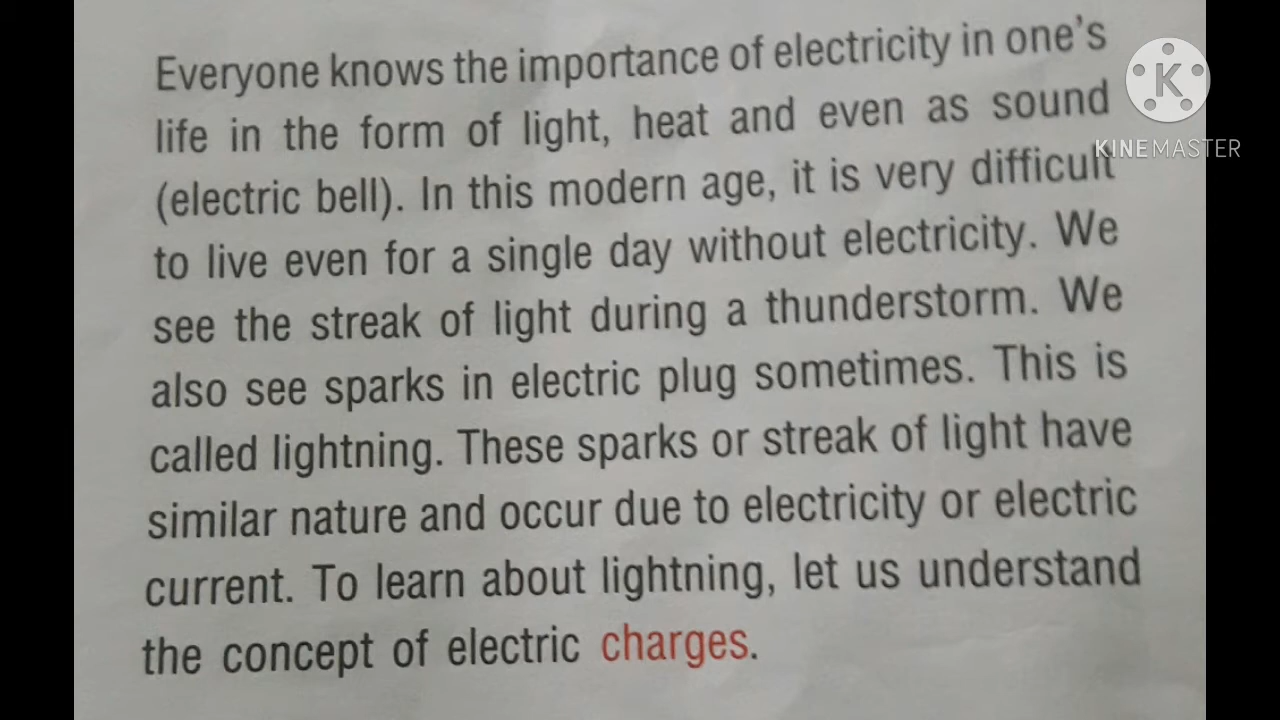 Everyone knows the importance of electricity in one's
life in the form of light, heat and even as sound
(electric bell). In this modern age, it is very difficult
to live even for a single day without electricity. We
see the streak of light during a thunderstorm. We
also see sparks in electric plug sometimes. This is
called lightning. These sparks or streak of light have
similar nature and occur due to electricity or electric
current. To learn about lightning, let us understand
the concept of electric charges.
K
KINEMASTER